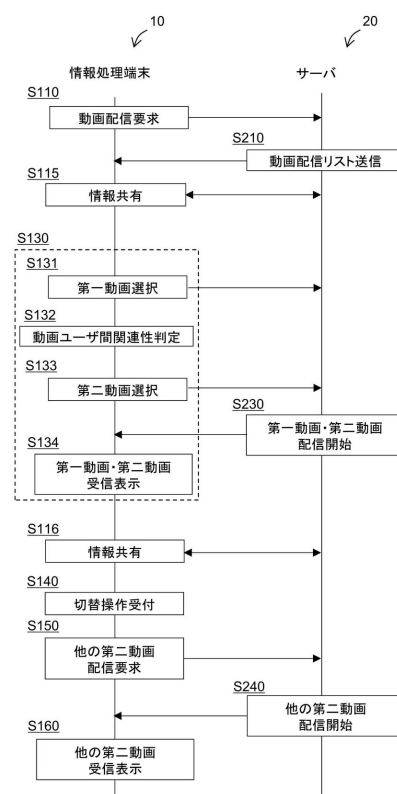 10
20
情報処理端末
サーバ
S110
動画配信要求
S210
動画配信リスト送信
S115
情報共有
S130
S131
第一動画選択
S132
動画ユーザ間関連性判定
S133
第二動画選択
S230
第一動画・第二動画
配信開始
S134
第一動画・第二動画
受信表示
S116
情報共有
S140
切替操作受付
S150
他の第二動画
配信要求
S240
他の第二動画
配信開始
S160
他の第二動画
受信表示